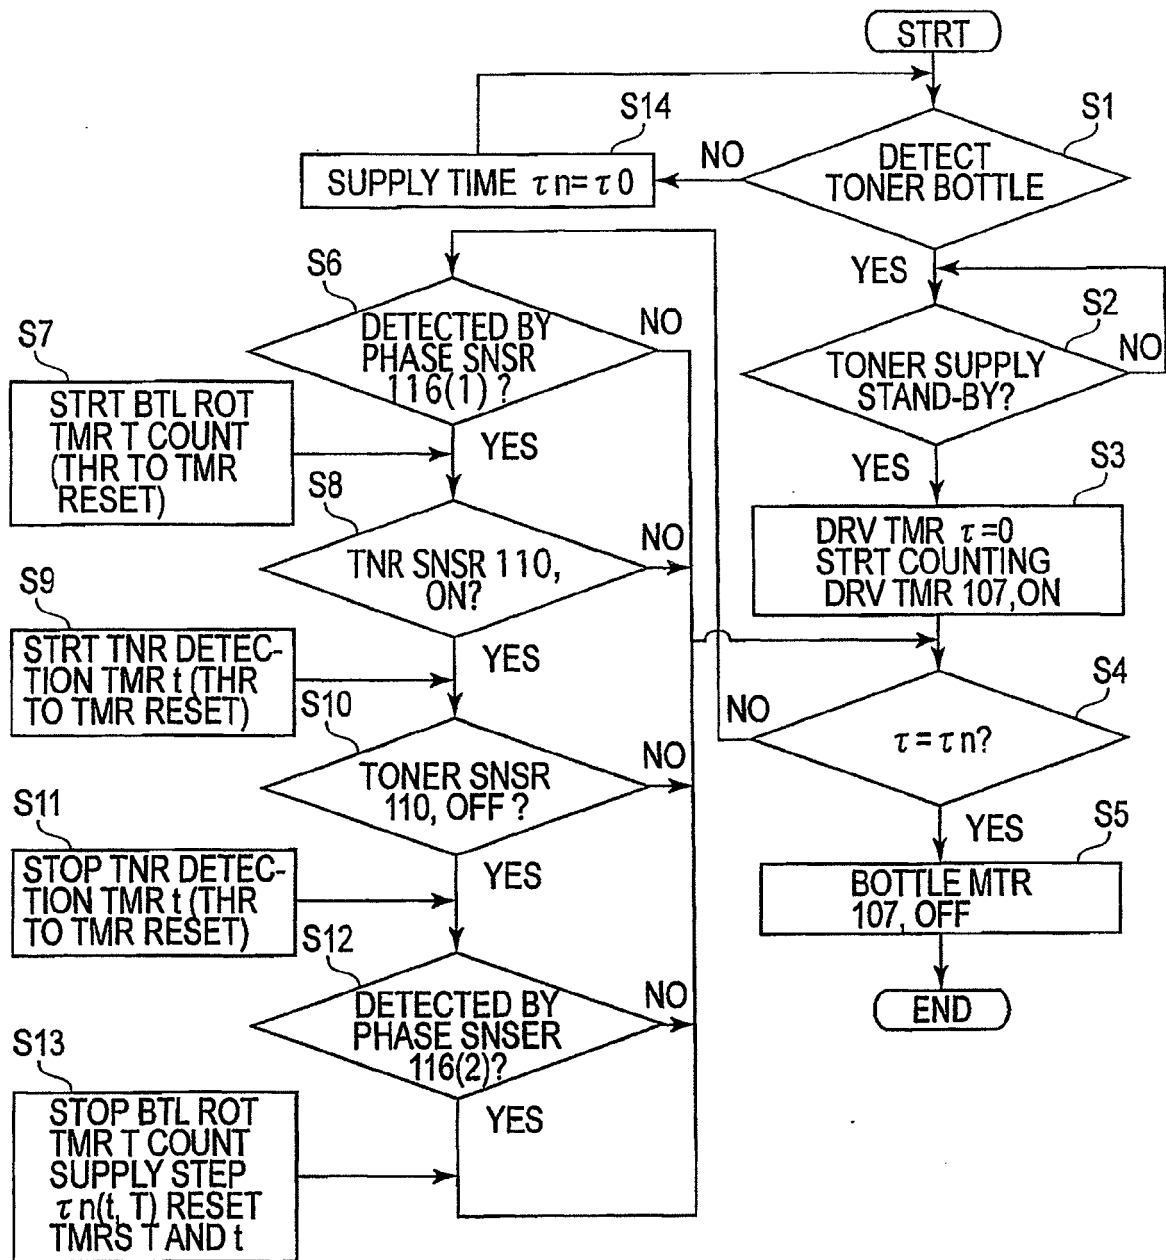 STRT
S14
S1
NO
DETECT
TONER BOTTLE
SUPPLY TIME τn=τ0
YES
S6
S2
DETECTED BY
PHASE SNSR
116(1) ?
NO
TONER SUPPLY
STAND-BY?
NO
S7
STRT BTL ROT
TMR T COUNT
(THR TO TMR
RESET)
YES
YES
S8
S3
TNR SNSR 110,
ON?
NO
DRV TMR τ=0
STRT COUNTING
DRV TMR 107,ON
S9
STRT TNR DETEC-
TION TMR t (THR
TO TMR RESET)
YES
S10
S4
NO
τ=τn?
TONER SNSR
110, OFF ?
NO
S11
STOP TNR DETEC-
TION TMR t (THR
TO TMR RESET)
YES
YES
S5
BOTTLE MTR
107, OFF
S12
DETECTED BY
PHASE SNSER
116(2)?
NO
END
S13
STOP BTL ROT
TMR T COUNT
SUPPLY STEP
τn(t, T) RESET
TMRS T AND t
YES